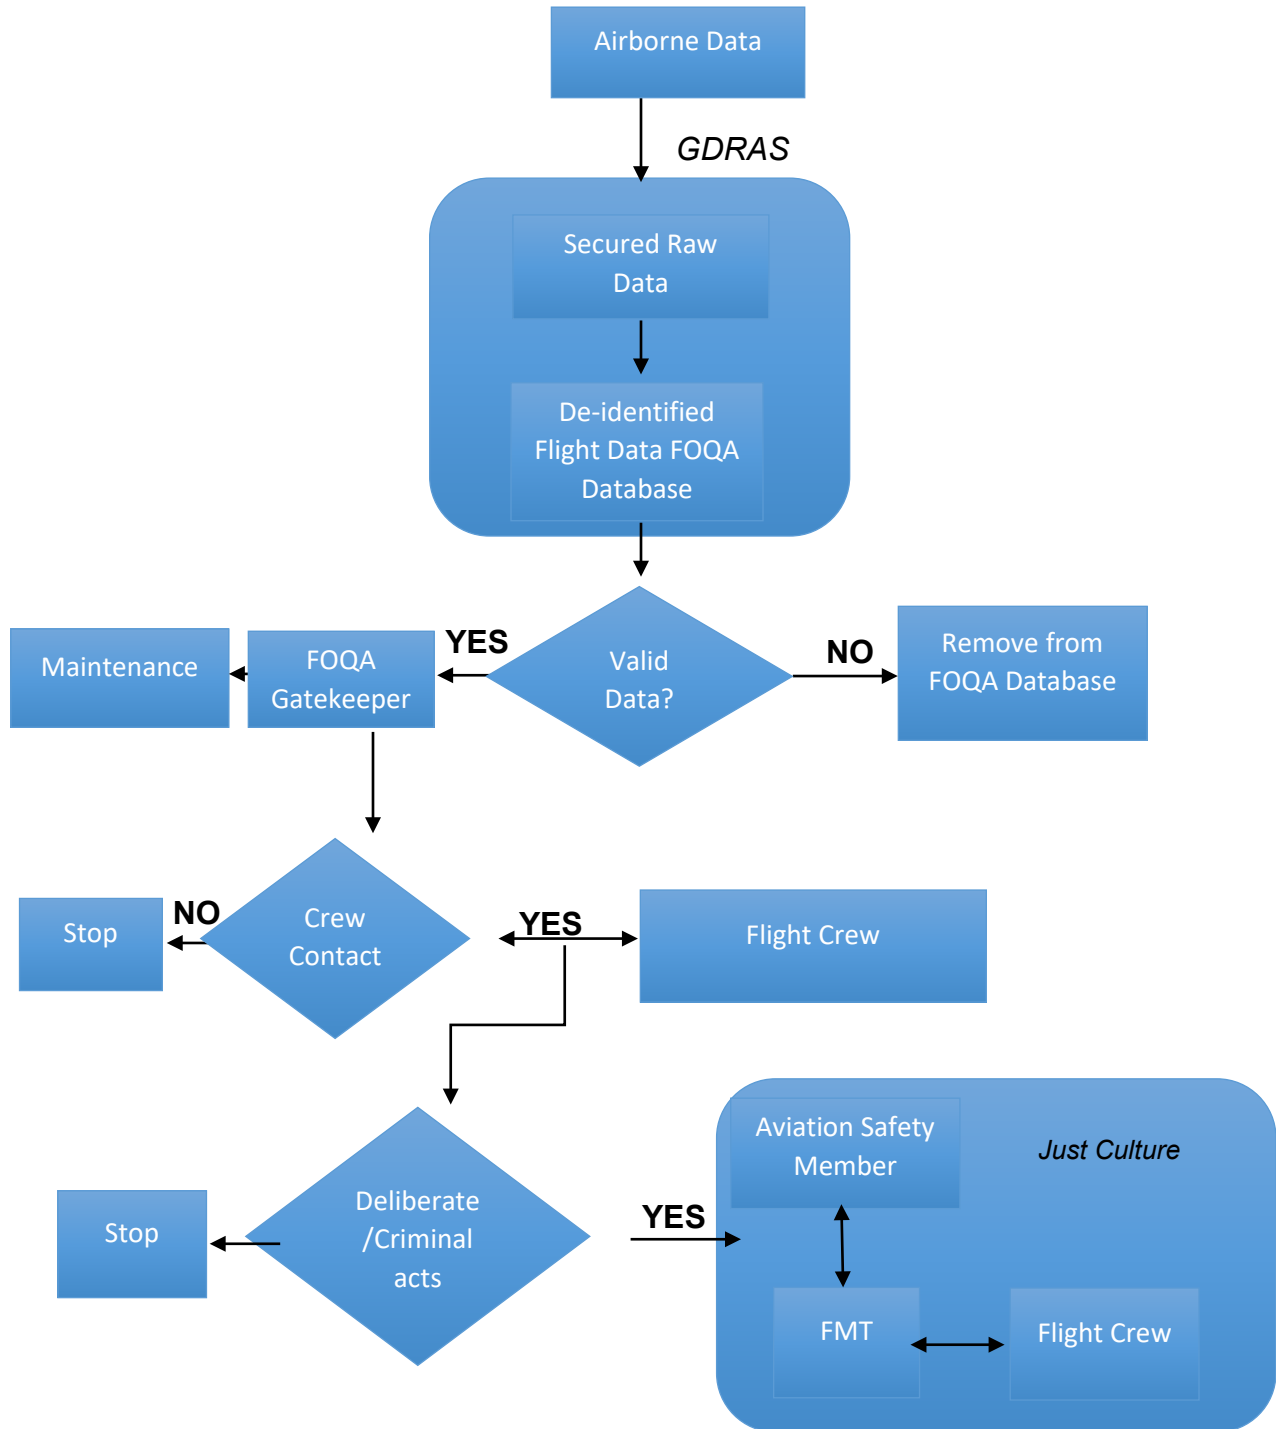 Airborne Data
GDRAS
Secured Raw
Data
De-identified
Flight Data FOQA
Database
Maintenance
FOQA
Gatekeeper
YES
Valid
Data?
NO
Remove from
FOQA Database
Stop
NO
Crew
Contact
YES
Flight Crew
Stop
Deliberate
/Criminal
acts
YES
Aviation Safety
Member
Just Culture
FMT
Flight Crew